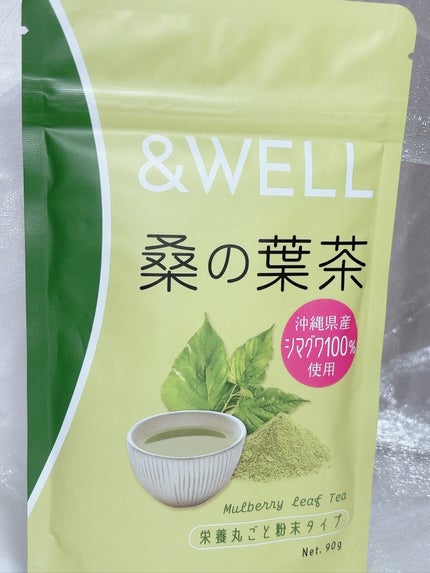 &WELL
桑の葉茶
沖縄県産
シマグワ100%
使用
Mulberry Leaf Tea
栄養丸ごと粉末タイプ
Net. 90g